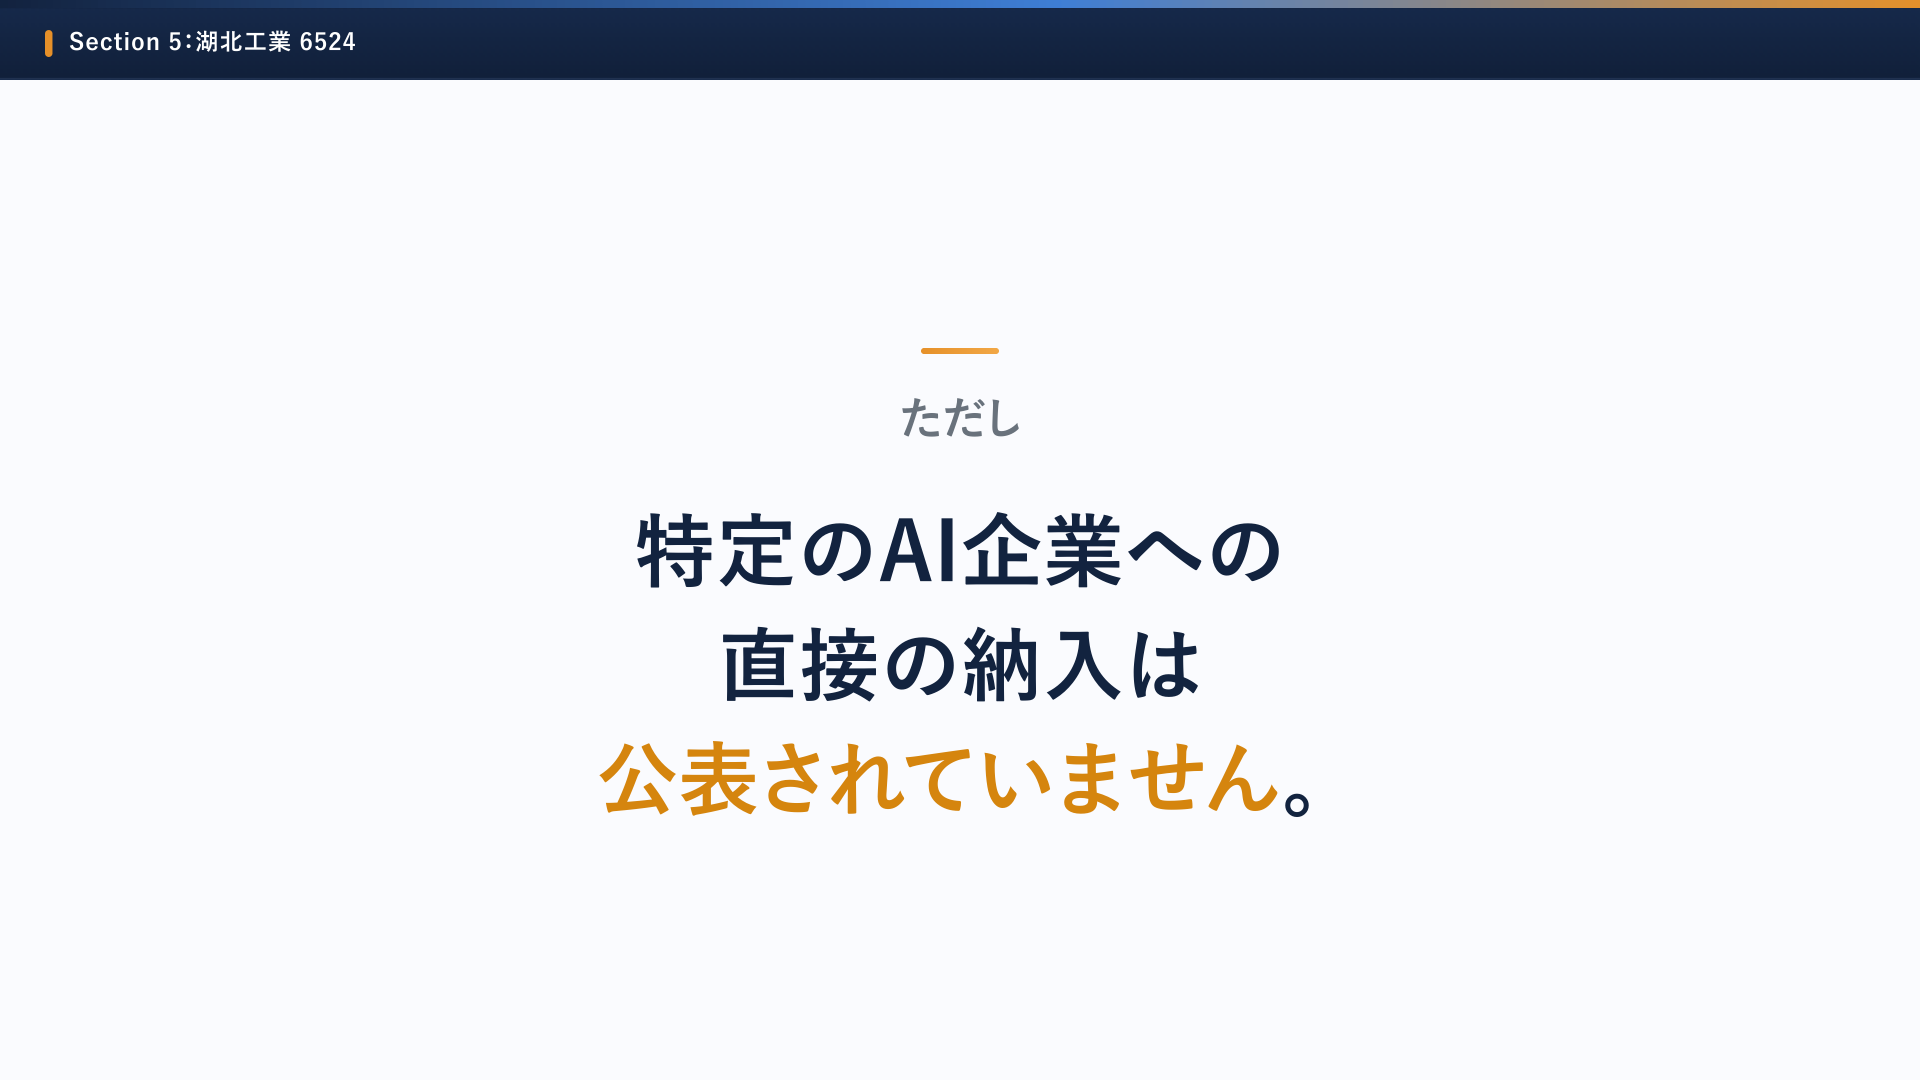 Section 5：湖北工業 6524
ただし
特定のAI企業への
直接の納入は
公表されていません。